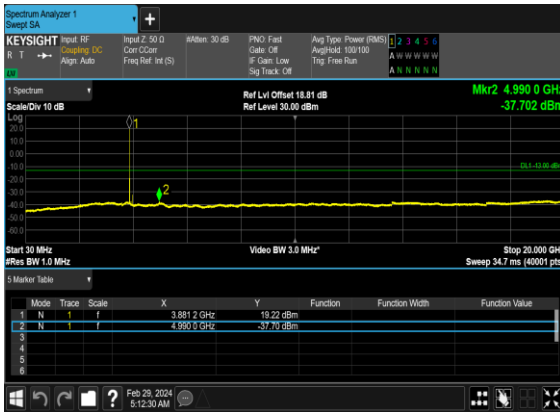 Spectrum Analyzer 1
Swept SA
+
KEYSIGHT
R T
LW
Input: RF
Coupling: DC
Align: Auto
Input Z: 50 Ω
Corr CCorr
Freq Ref: Int (S)
#Atten: 30 dB
PNO: Fast
Gate: Off
IF Gain: Low
Sig Track: Off
Avg Type: Power (RMS)
Avg|Hold: 100/100
Trig: Free Run
1 2 3 4 5 6
A W W W W W
A N N N N N
1 Spectrum
Scale/Div 10 dB
Log
Ref Lvl Offset 18.81 dB
Ref Level 30.00 dBm
Mkr2 4.990 0 GHz
-37.702 dBm
20.0
10.0
0.00
-10.0
-20.0
-30.0
-40.0
-50.0
-60.0
1
2
DL1 -13.00 dBm
Start 30 MHz
#Res BW 1.0 MHz
Video BW 3.0 MHz*
Stop 20.000 GHz
Sweep 34.7 ms (40001 pts)
5 Marker Table
Mode Trace Scale X Y Function Function Width Function Value
1 N 1 f 3.881 2 GHz 19.22 dBm
2 N 1 f 4.990 0 GHz -37.70 dBm
3
4
5
6
?
Feb 29, 2024
5:12:30 AM